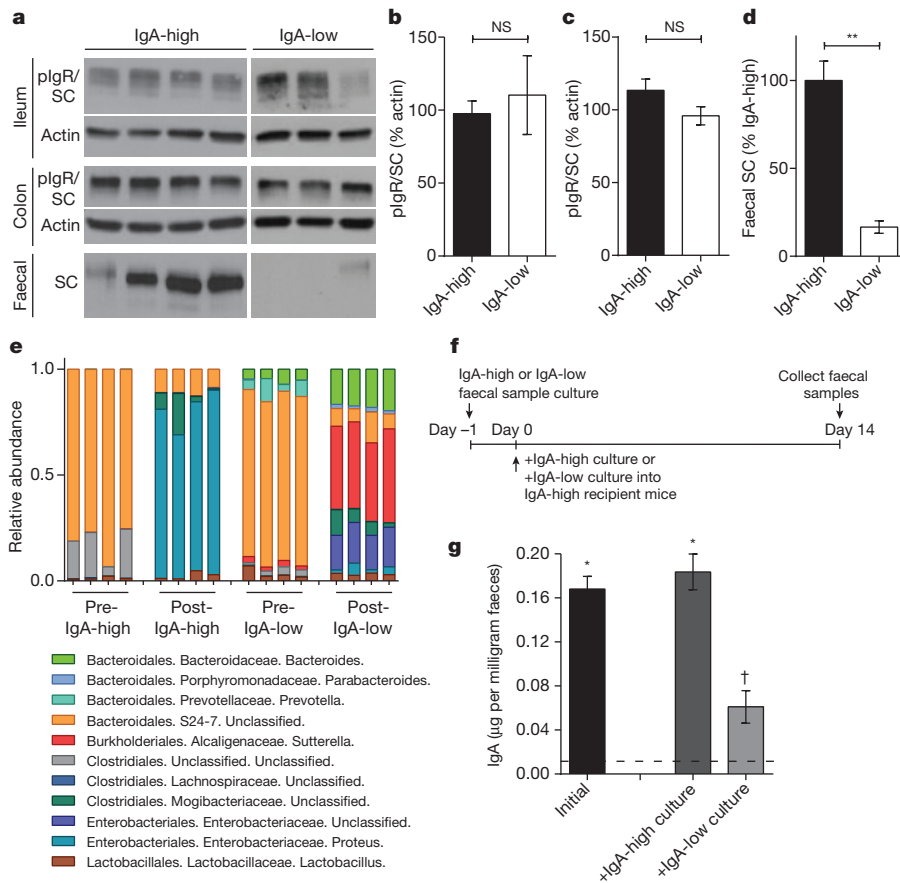 a
IgA-high
IgA-low
Ileum
pIgR/
SC
Actin
Colon
pIgR/
SC
Actin
Faecal
SC
b
NS
pIgR/SC (% actin)
150
100
50
0
IgA-high
IgA-low
c
NS
pIgR/SC (% actin)
150
100
50
0
IgA-high
IgA-low
d
**
Faecal SC (% IgA-high)
100
50
0
IgA-high
IgA-low
e
Relative abundance
1.0
0.5
0.0
Pre-
IgA-high
Post-
IgA-high
Pre-
IgA-low
Post-
IgA-low
Bacteroidales. Bacteroidaceae. Bacteroides.
Bacteroidales. Porphyromonadaceae. Parabacteroides.
Bacteroidales. Prevotellaceae. Prevotella.
Bacteroidales. S24-7. Unclassified.
Burkholderiales. Alcaligenaceae. Sutterella.
Clostridiales. Unclassified. Unclassified.
Clostridiales. Lachnospiraceae. Unclassified.
Clostridiales. Mogibacteriaceae. Unclassified.
Enterobacteriales. Enterobacteriaceae. Unclassified.
Enterobacteriales. Enterobacteriaceae. Proteus.
Lactobacillales. Lactobacillaceae. Lactobacillus.
f
IgA-high or IgA-low
faecal sample culture
Collect faecal
samples
Day –1
Day 0
Day 14
+IgA-high culture or
+IgA-low culture into
IgA-high recipient mice
g
IgA (μg per milligram faeces)
0.20
0.16
0.12
0.08
0.04
0.00
*
*
†
Initial
+IgA-high culture
+IgA-low culture